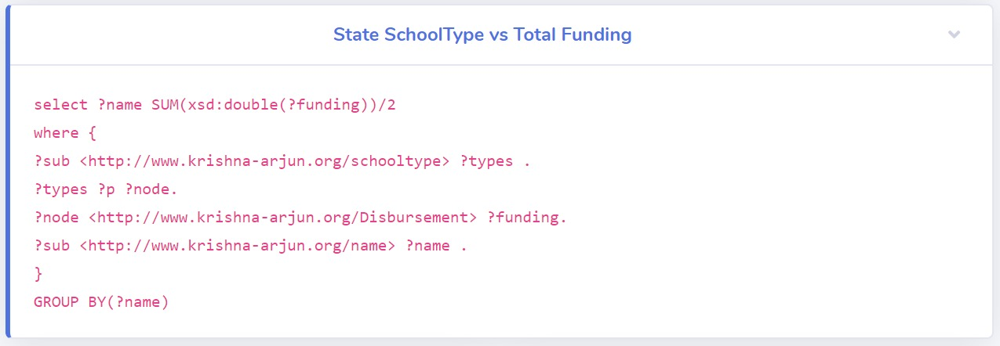 State SchoolType vs Total Funding
select ?name SUM(xsd:double(?funding))/2
where {
?sub <http://www.krishna-arjun.org/schooltype> ?types .
?types ?p ?node.
?node <http://www.krishna-arjun.org/Disbursement> ?funding.
?sub <http://www.krishna-arjun.org/name> ?name .
}
GROUP BY(?name)